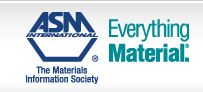 ASM
INTERNATIONAL
®
The Materials
Information Society
Everything
Material.®